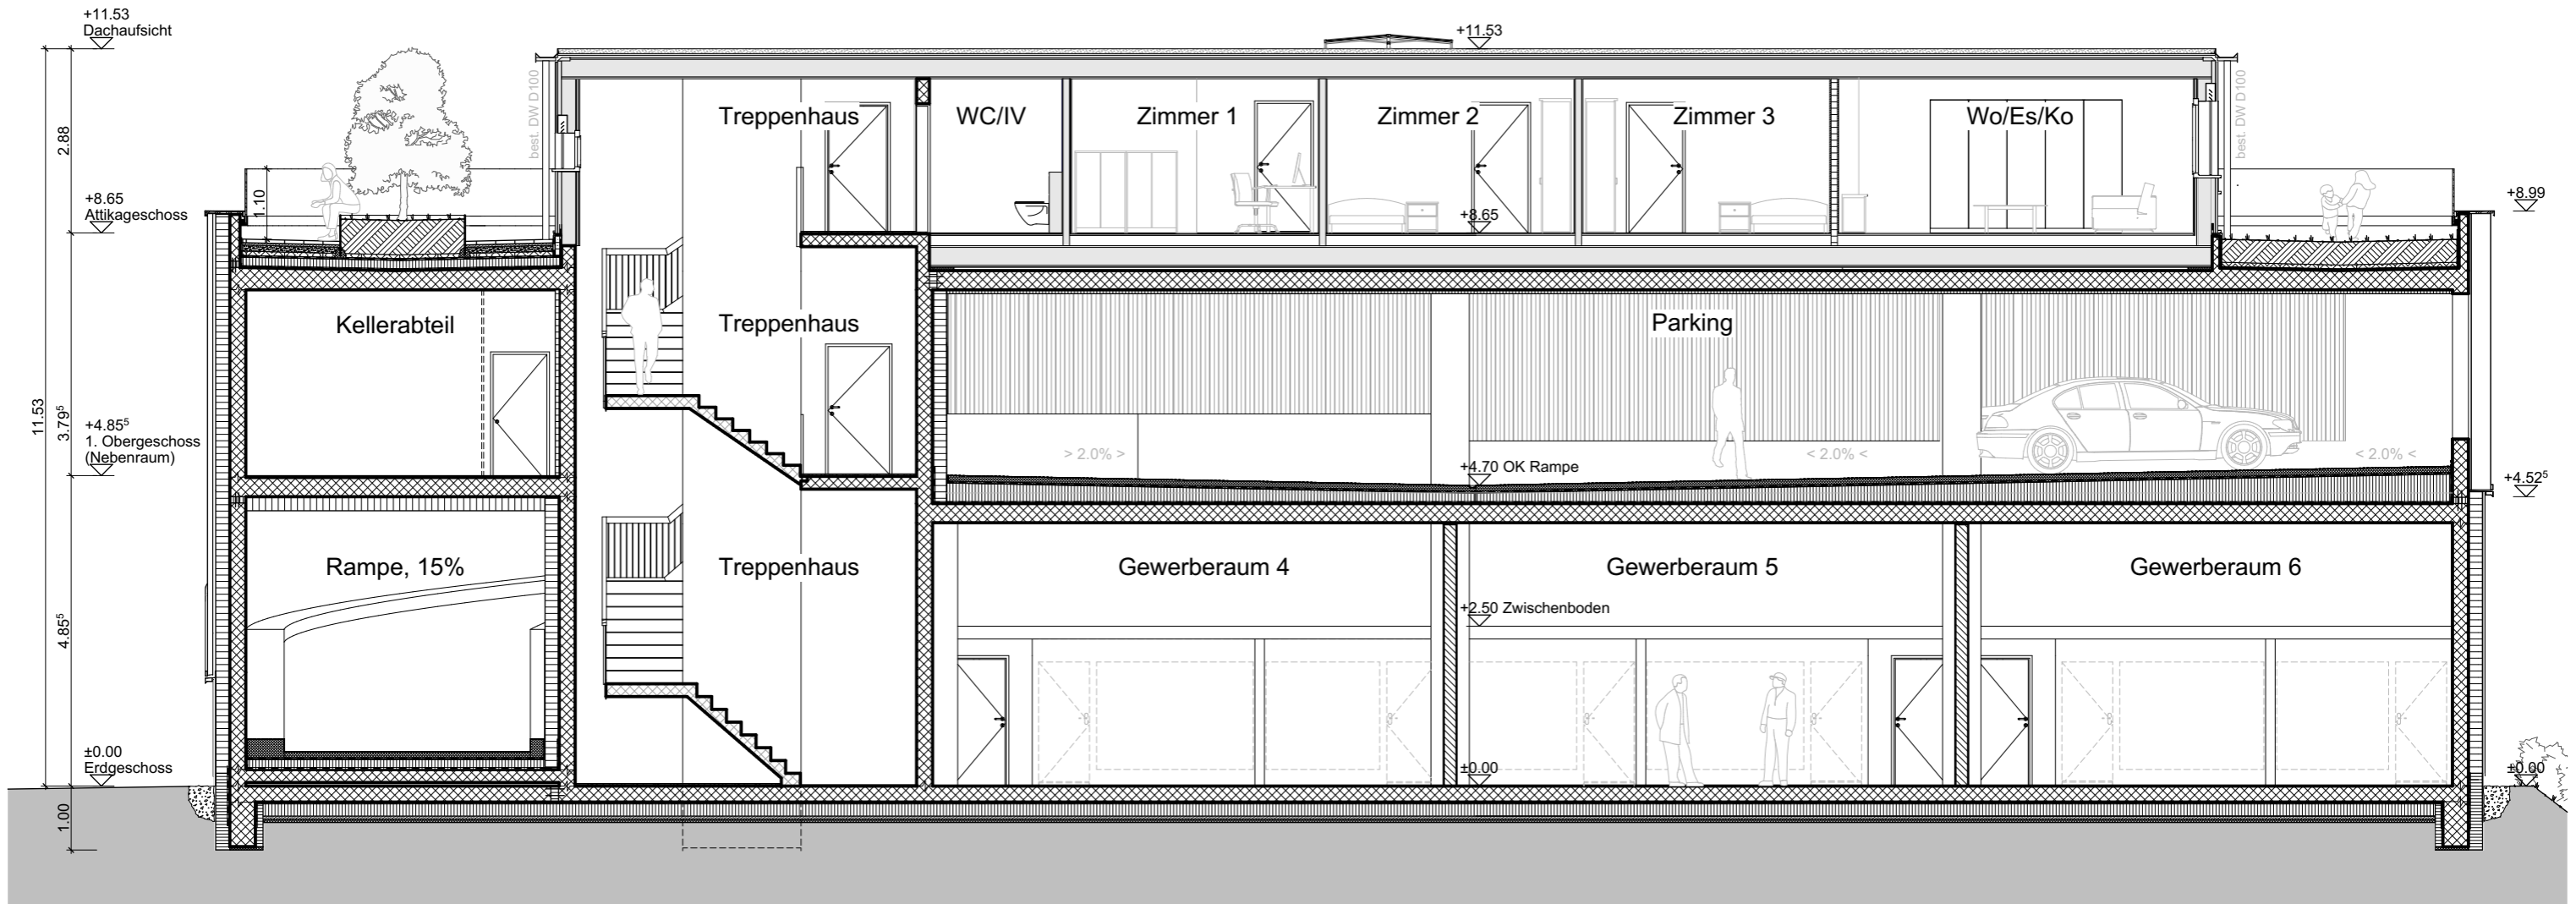 +11.53
Dachaufsicht
+11.53
best. DW D100
best. DW D100
Treppenhaus
WC/IV
Zimmer 1
Zimmer 2
Zimmer 3
Wo/Es/Ko
2.88
1.10
+8.65
Attikageschoss
+8.65
+8.99
Kellerabteil
Treppenhaus
Parking
11.53
3.79⁵
+4.85⁵
1. Obergeschoss
(Nebenraum)
> 2.0% >
+4.70 OK Rampe
< 2.0% <
< 2.0% <
+4.52⁵
Rampe, 15%
Treppenhaus
Gewerberaum 4
Gewerberaum 5
Gewerberaum 6
4.85⁵
+2.50 Zwischenboden
±0.00
Erdgeschoss
±0.00
±0.00
1.00